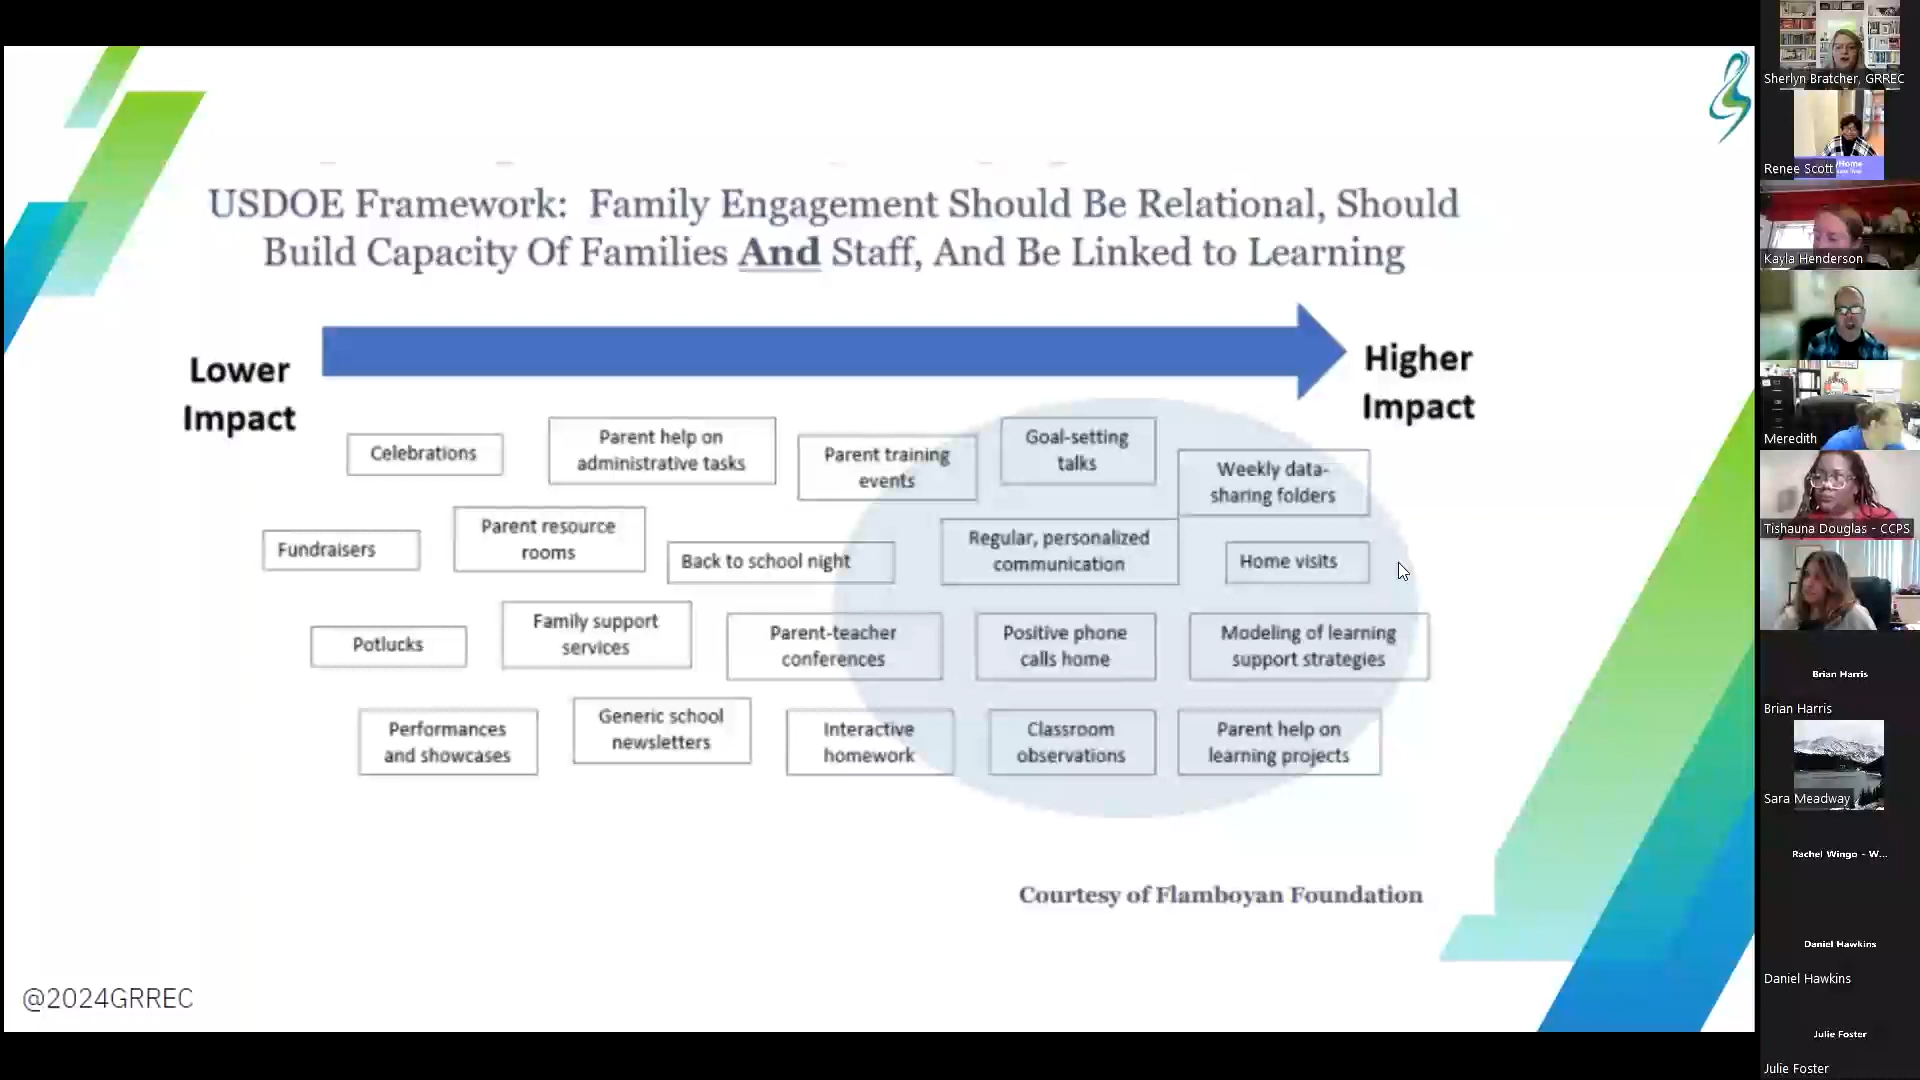 USDOE Framework:  Family Engagement Should Be Relational, Should
Build Capacity Of Families And Staff, And Be Linked to Learning
Lower
Impact
Higher
Impact
Celebrations
Parent help on
administrative tasks
Parent training
events
Goal-setting
talks
Weekly data-
sharing folders
Fundraisers
Parent resource
rooms
Back to school night
Regular, personalized
communication
Home visits
Potlucks
Family support
services
Parent-teacher
conferences
Positive phone
calls home
Modeling of learning
support strategies
Performances
and showcases
Generic school
newsletters
Interactive
homework
Classroom
observations
Parent help on
learning projects
Courtesy of Flamboyan Foundation
@2024GRREC
Sherlyn Bratcher, GRREC
Renee Scott
Kayla Henderson
Meredith
Tishauna Douglas - CCPS
Brian Harris
Brian Harris
Sara Meadway
Rachel Wingo - W...
Daniel Hawkins
Daniel Hawkins
Julie Foster
Julie Foster